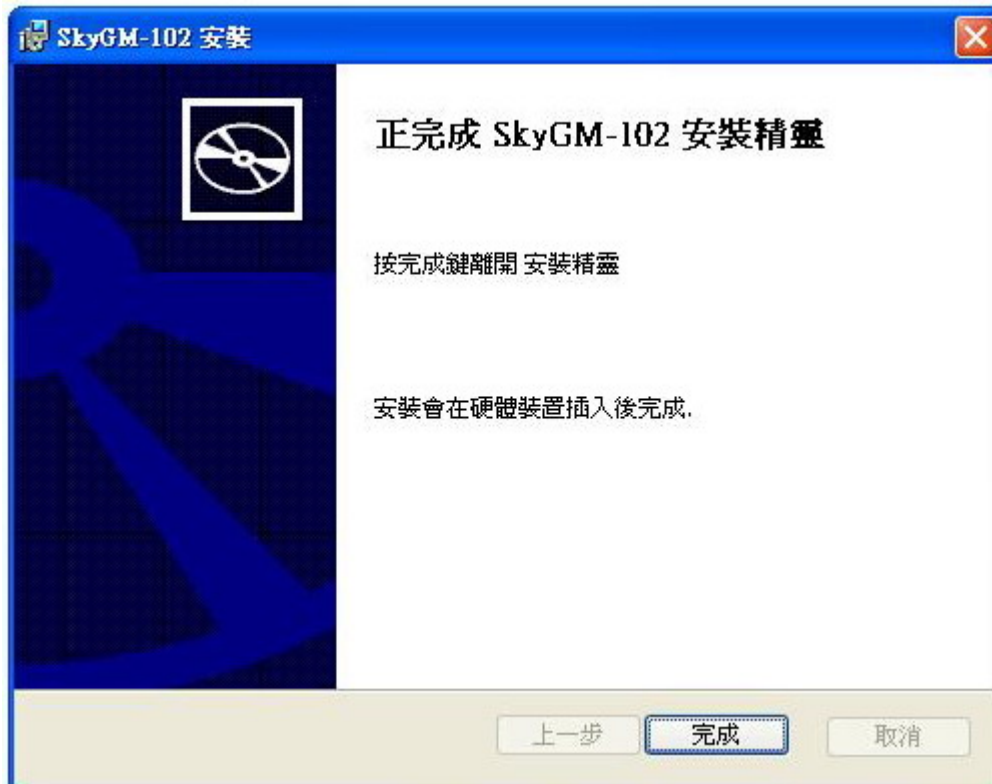 SkyGM-102 安裝
正完成 SkyGM-102 安裝精靈
按完成鍵離開 安裝精靈
安裝會在硬體裝置插入後完成.
上一步
完成
取消